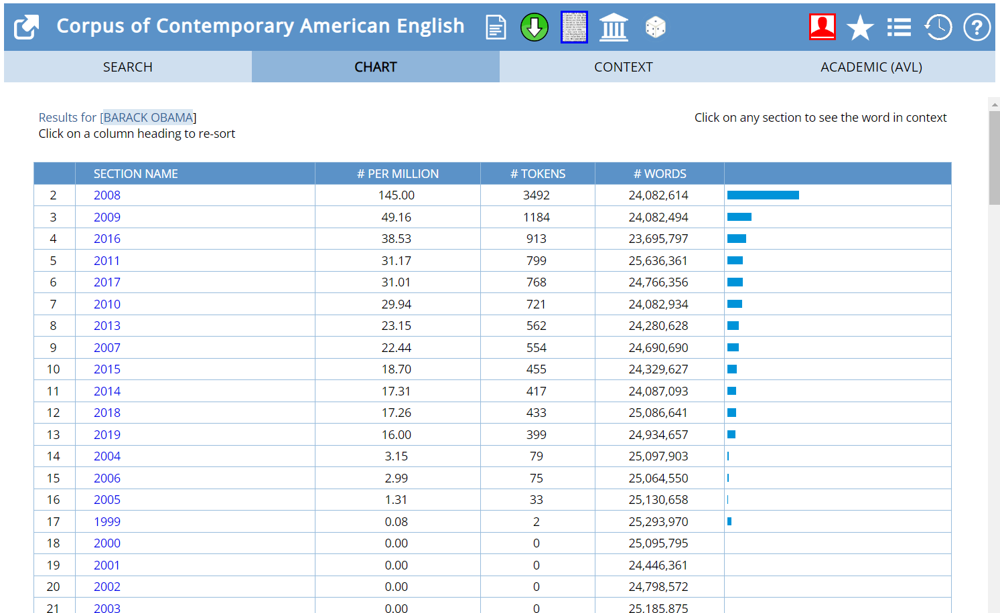 Corpus of Contemporary American English
SEARCH CHART CONTEXT ACADEMIC (AVL)
Results for [BARACK OBAMA] Click on any section to see the word in context
Click on a column heading to re-sort
SECTION NAME # PER MILLION # TOKENS # WORDS
2 2008 145.00 3492 24,082,614
3 2009 49.16 1184 24,082,494
4 2016 38.53 913 23,695,797
5 2011 31.17 799 25,636,361
6 2017 31.01 768 24,766,356
7 2010 29.94 721 24,082,934
8 2013 23.15 562 24,280,628
9 2007 22.44 554 24,690,690
10 2015 18.70 455 24,329,627
11 2014 17.31 417 24,087,093
12 2018 17.26 433 25,086,641
13 2019 16.00 399 24,934,657
14 2004 3.15 79 25,097,903
15 2006 2.99 75 25,064,550
16 2005 1.31 33 25,130,658
17 1999 0.08 2 25,293,970
18 2000 0.00 0 25,095,795
19 2001 0.00 0 24,446,361
20 2002 0.00 0 24,798,572
21 2003 0.00 0 25,185,875